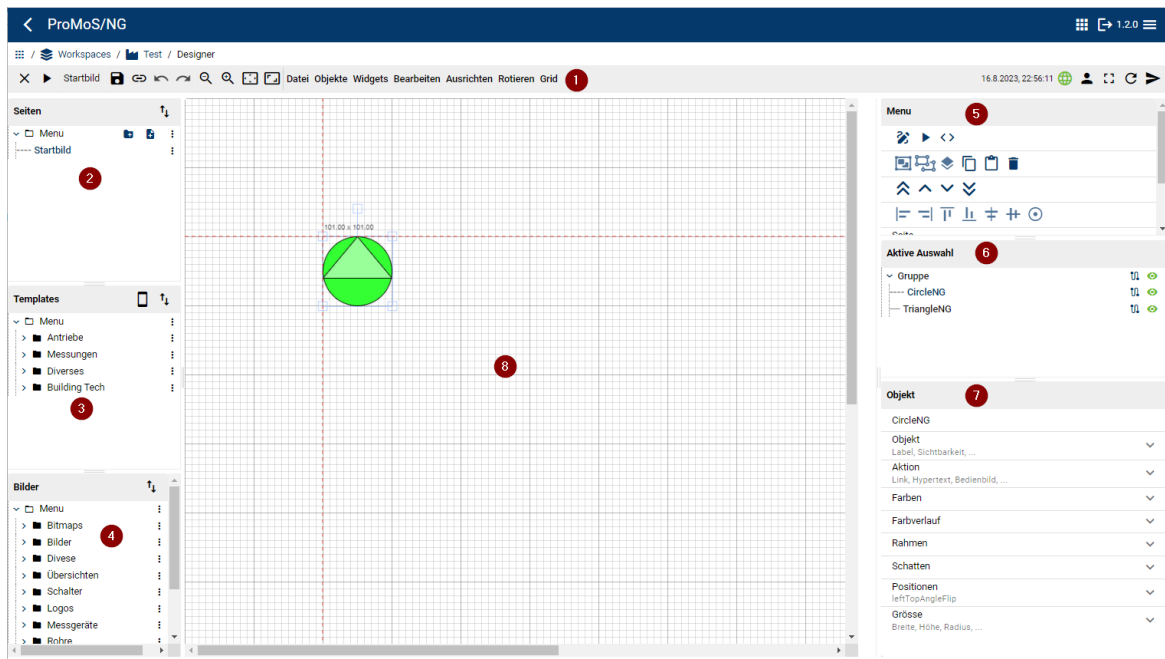 ProMoS/NG
1.2.0
/ Workspaces / Test / Designer
Startbild Datei Objekte Widgets Bearbeiten Ausrichten Rotieren Grid 1 16.8.2023, 22:56:11
Seiten
Menu
Startbild
2
Templates
Menu
Antriebe
Messungen
Diverses
Building Tech
3
Bilder
Menu
Bitmaps
Bilder
4
Divese
Übersichten
Schalter
Logos
Messgeräte
Rohre
101.00 x 101.00
8
Menu 5
Seite
Aktive Auswahl 6
Gruppe
CircleNG
TriangleNG
Objekt 7
CircleNG
Objekt
Label, Sichtbarkeit, ...
Aktion
Link, Hypertext, Bedienbild, ...
Farben
Farbverlauf
Rahmen
Schatten
Positionen
leftTopAngleFlip
Grösse
Breite, Höhe, Radius, ...